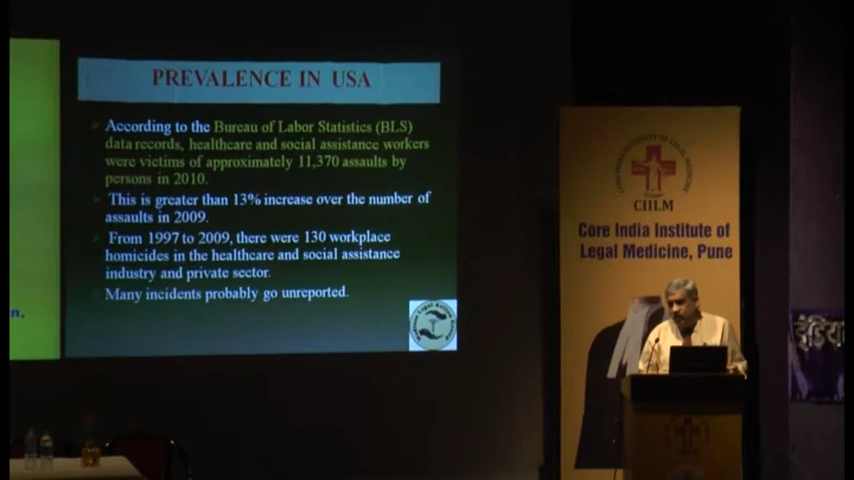 PREVALENCE IN USA
According to the Bureau of Labor Statistics (BLS)
data records, healthcare and social assistance workers
were victims of approximately 11,370 assaults by
persons in 2010.
This is greater than 13% increase over the number of
assaults in 2009.
From 1997 to 2009, there were 130 workplace
homicides in the healthcare and social assistance
industry and private sector.
Many incidents probably go unreported.
n.
CIILM
Core India Institute of
Legal Medicine, Pune
इंडिया